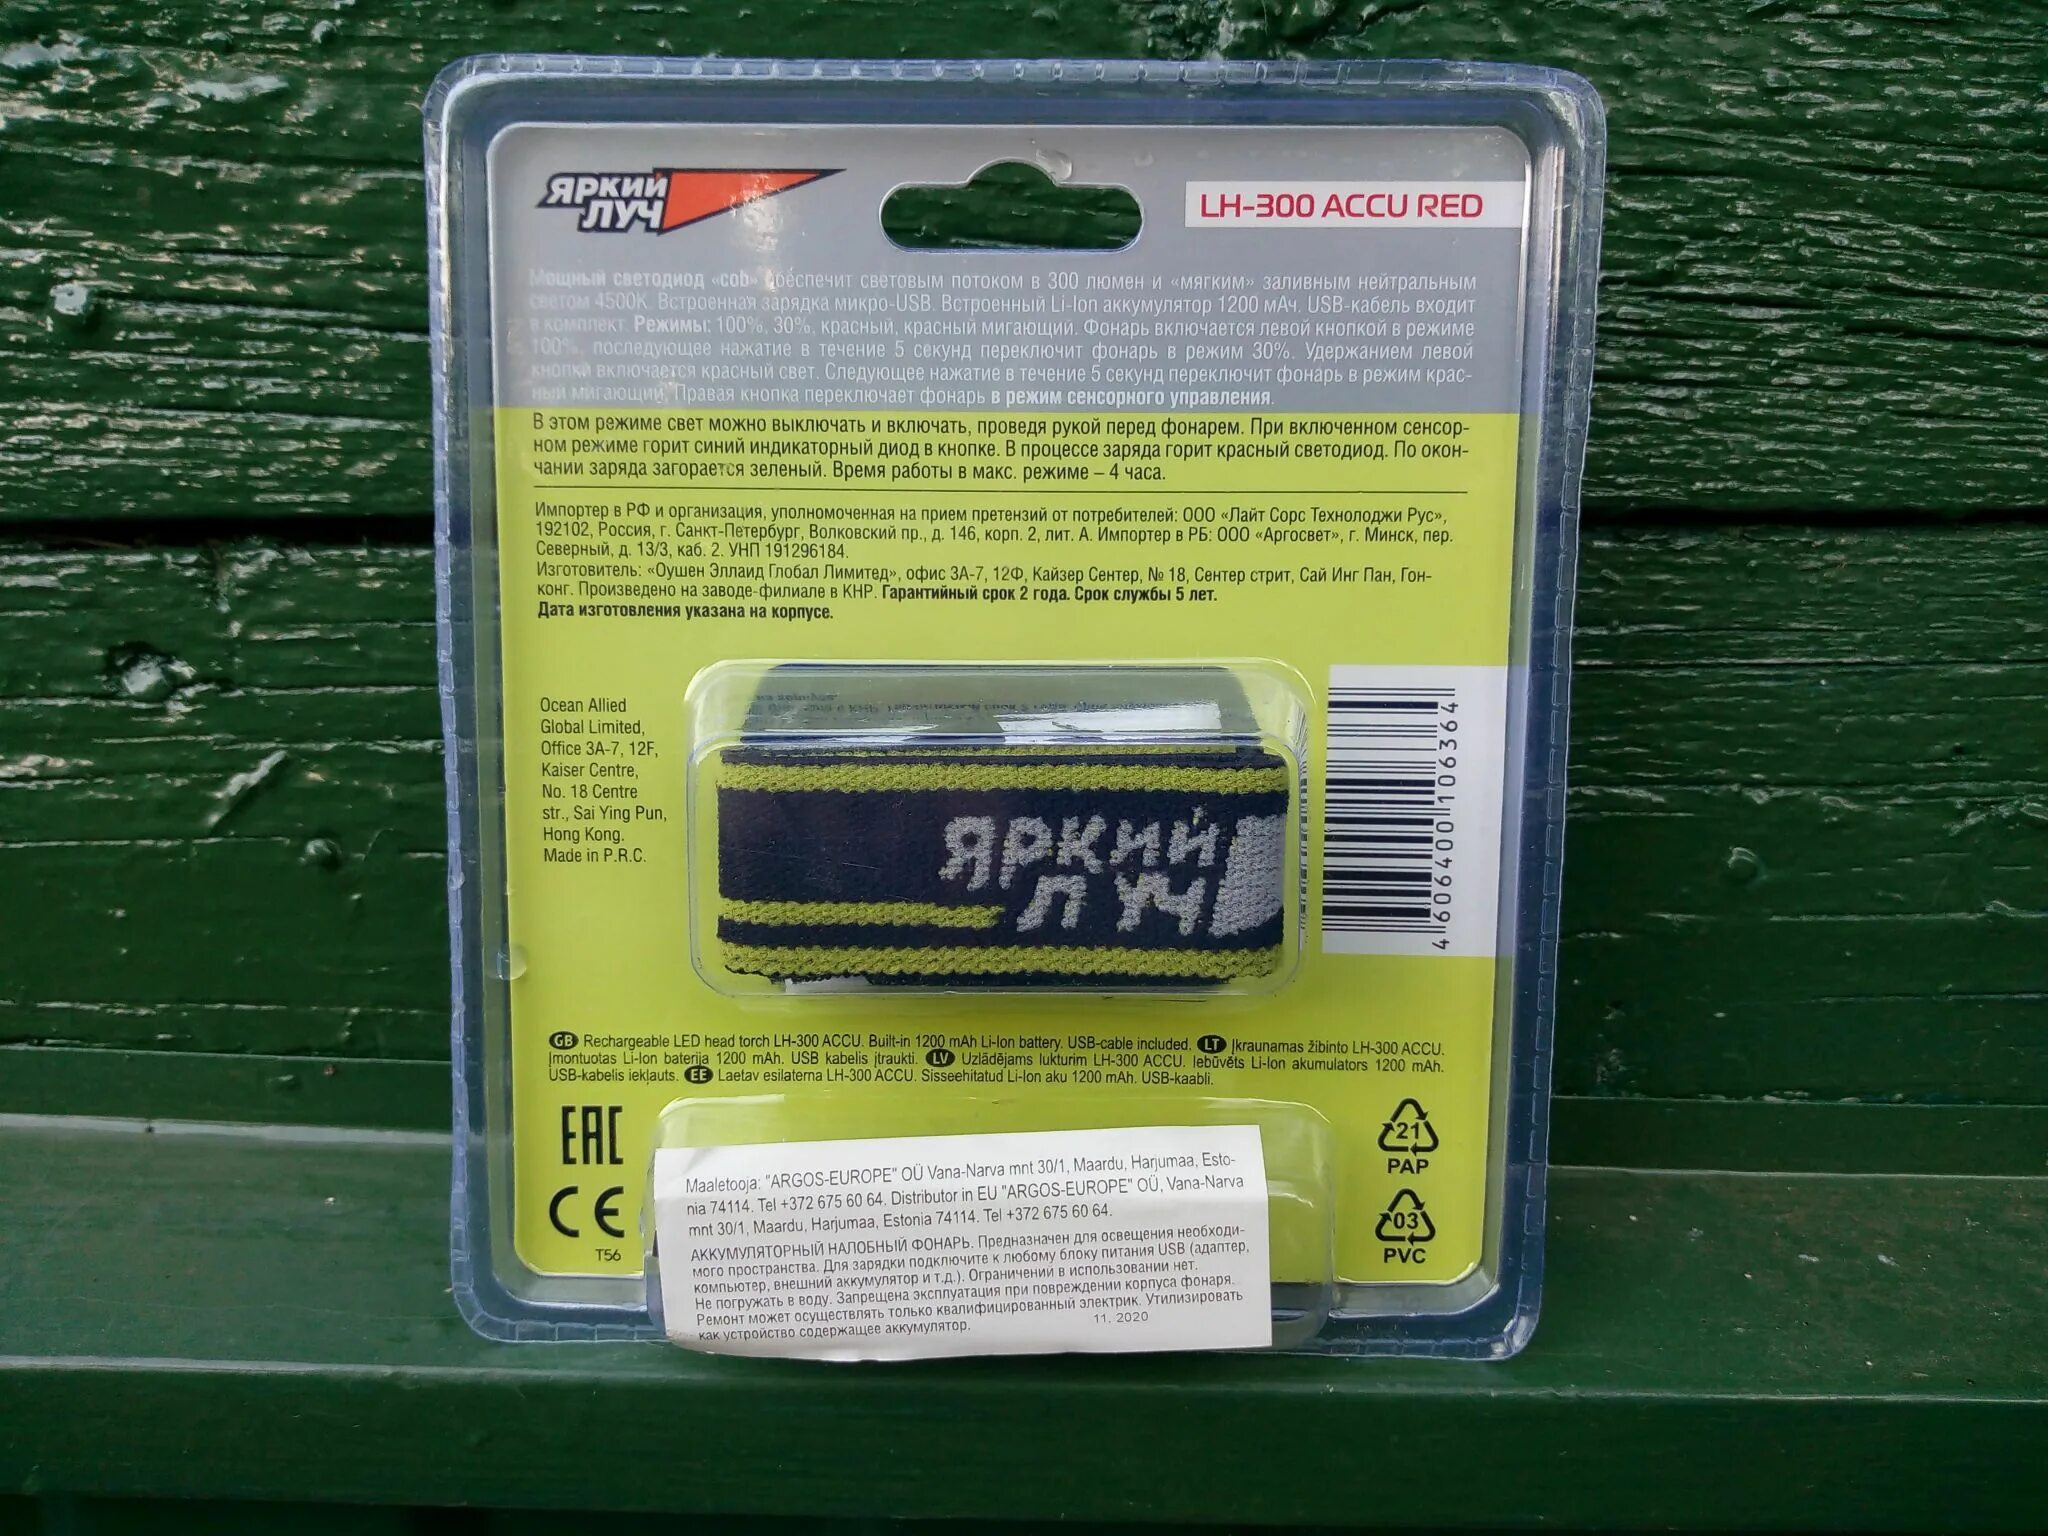 ЯРКИЙ
ЛУЧ
LH-300 ACCU RED
Мощный светодиод «cob» обеспечит световым потоком в 300 люмен и «мягким» заливным нейтральным
светом 4500К. Встроенная зарядка микро-USB. Встроенный Li-Ion аккумулятор 1200 мАч. USB-кабель входит
в комплект. Режимы: 100%, 30%, красный, красный мигающий. Фонарь включается левой кнопкой в режиме
100%, последующее нажатие в течение 5 секунд переключит фонарь в режим 30%. Удержанием левой
кнопки включается красный свет. Следующее нажатие в течение 5 секунд переключит фонарь в режим крас-
ный мигающий. Правая кнопка переключает фонарь в режим сенсорного управления.
В этом режиме свет можно выключать и включать, проведя рукой перед фонарем. При включенном сенсор-
ном режиме горит синий индикаторный диод в кнопке. В процессе заряда горит красный светодиод. По окон-
чании заряда загорается зеленый. Время работы в макс. режиме – 4 часа.
Импортер в РФ и организация, уполномоченная на прием претензий от потребителей: ООО «Лайт Сорс Технолоджи Рус»,
192102, Россия, г. Санкт-Петербург, Волковский пр., д. 146, корп. 2, лит. А. Импортер в РБ: ООО «Аргосвет», г. Минск, пер.
Северный, д. 13/3, каб. 2. УНП 191296184.
Изготовитель: «Оушен Эллаид Глобал Лимитед», офис 3А-7, 12Ф, Кайзер Сентер, № 18, Сентер стрит, Сай Инг Пан, Гон-
конг. Произведено на заводе-филиале в КНР. Гарантийный срок 2 года. Срок службы 5 лет.
Дата изготовления указана на корпусе.
Ocean Allied
Global Limited,
Office 3A-7, 12F,
Kaiser Centre,
No. 18 Centre
str., Sai Ying Pun,
Hong Kong.
Made in P.R.C.
ЯРКИЙ
ЛУЧ
4 606400 106364
GB Rechargeable LED head torch LH-300 ACCU. Built-in 1200 mAh Li-Ion battery. USB-cable included. LT Įkraunamas žibinto LH-300 ACCU.
Įmontuotas Li-Ion baterija 1200 mAh. USB kabelis įtraukti. LV Uzlādējams lukturim LH-300 ACCU. Iebūvēts Li-Ion akumulators 1200 mAh.
USB-kabelis iekļauts. EE Laetav esilaterna LH-300 ACCU. Sisseehitatud Li-Ion aku 1200 mAh. USB-kaabli.
EAC
CE
T56
21
PAP
03
PVC
Maaletooja: "ARGOS-EUROPE" OÜ Vana-Narva mnt 30/1, Maardu, Harjumaa, Esto-
nia 74114. Tel +372 675 60 64. Distributor in EU "ARGOS-EUROPE" OÜ, Vana-Narva
mnt 30/1, Maardu, Harjumaa, Estonia 74114. Tel +372 675 60 64.
АККУМУЛЯТОРНЫЙ НАЛОБНЫЙ ФОНАРЬ. Предназначен для освещения необходи-
мого пространства. Для зарядки подключите к любому блоку питания USB (адаптер,
компьютер, внешний аккумулятор и т.д.). Ограничений в использовании нет.
Не погружать в воду. Запрещена эксплуатация при повреждении корпуса фонаря.
Ремонт может осуществлять только квалифицированный электрик. Утилизировать
как устройство содержащее аккумулятор.
11. 2020